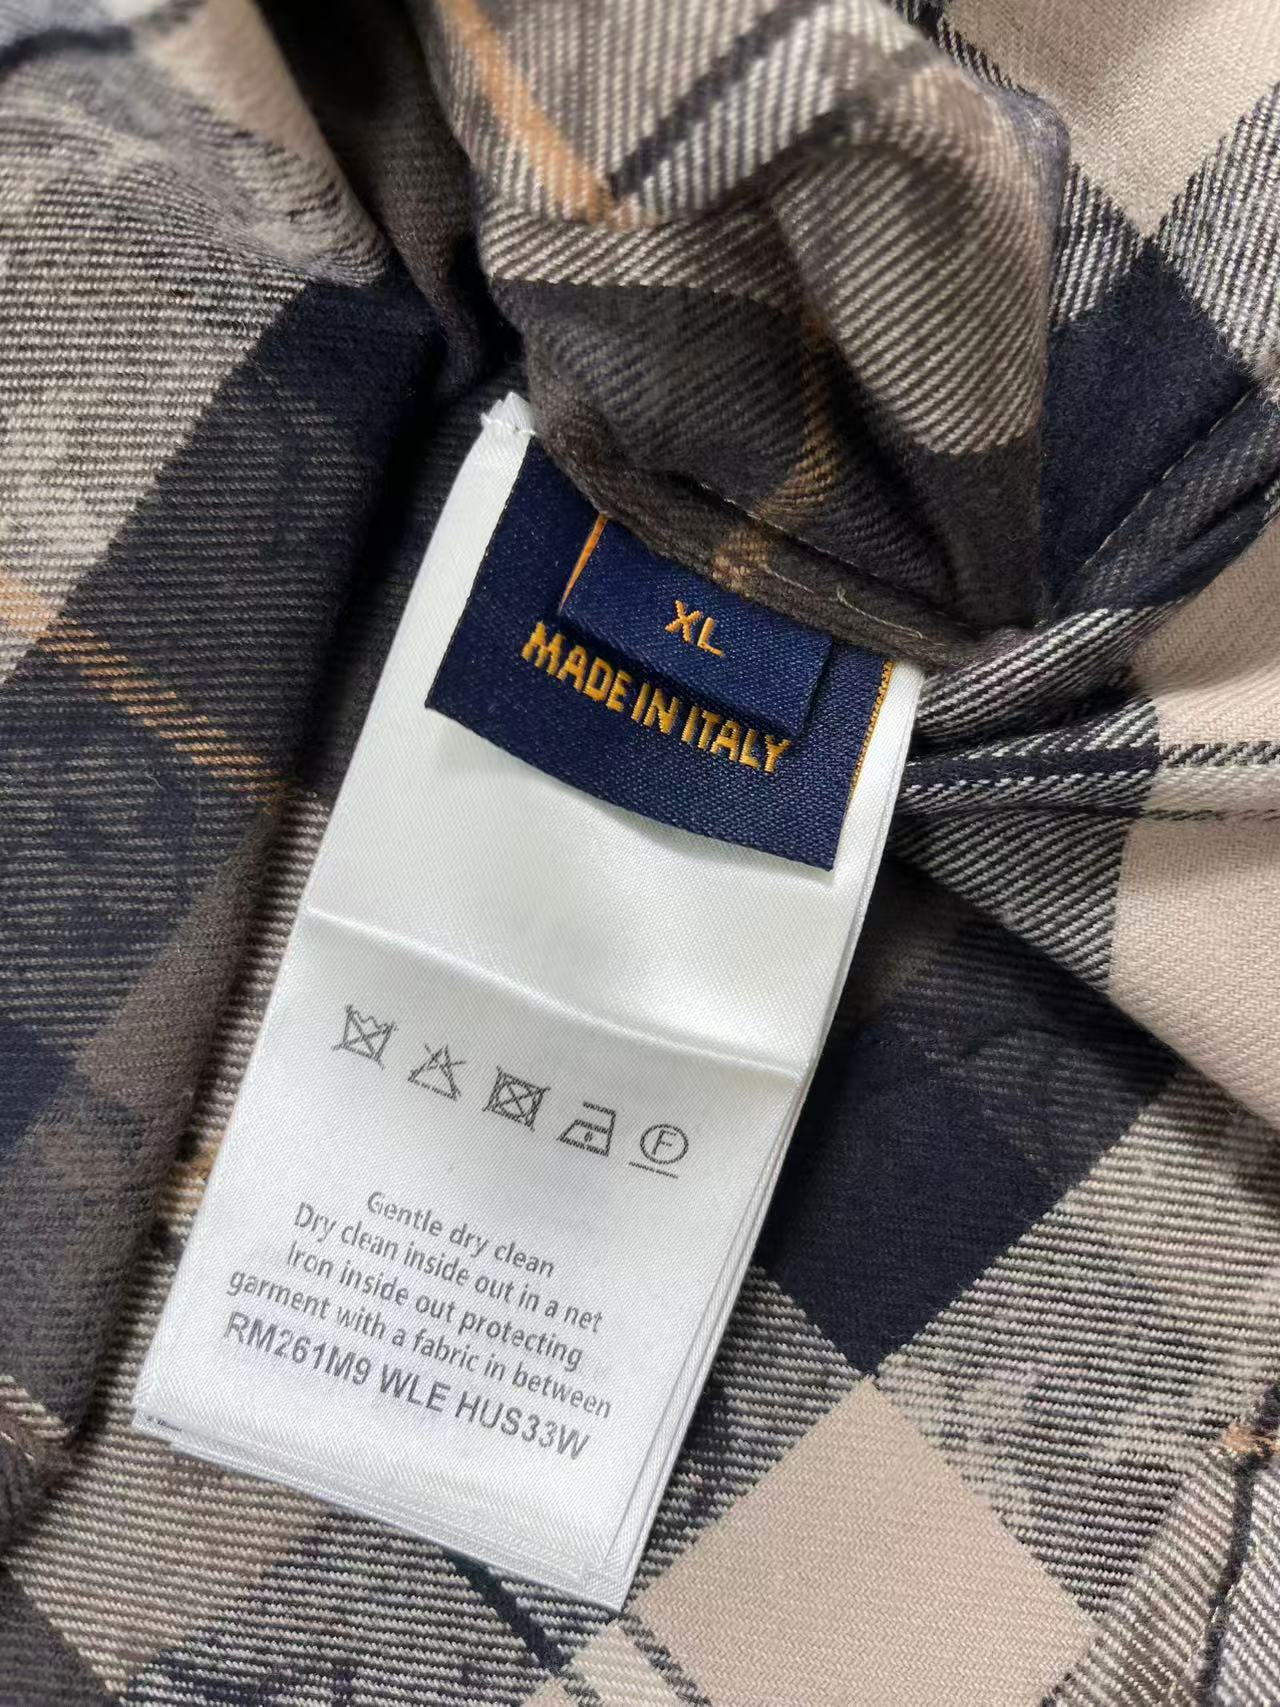 XL
MADE IN ITALY
F
Gentle dry clean
Dry clean inside out in a net
Iron inside out protecting
garment with a fabric in between
RM261M9 WLE HUS33W